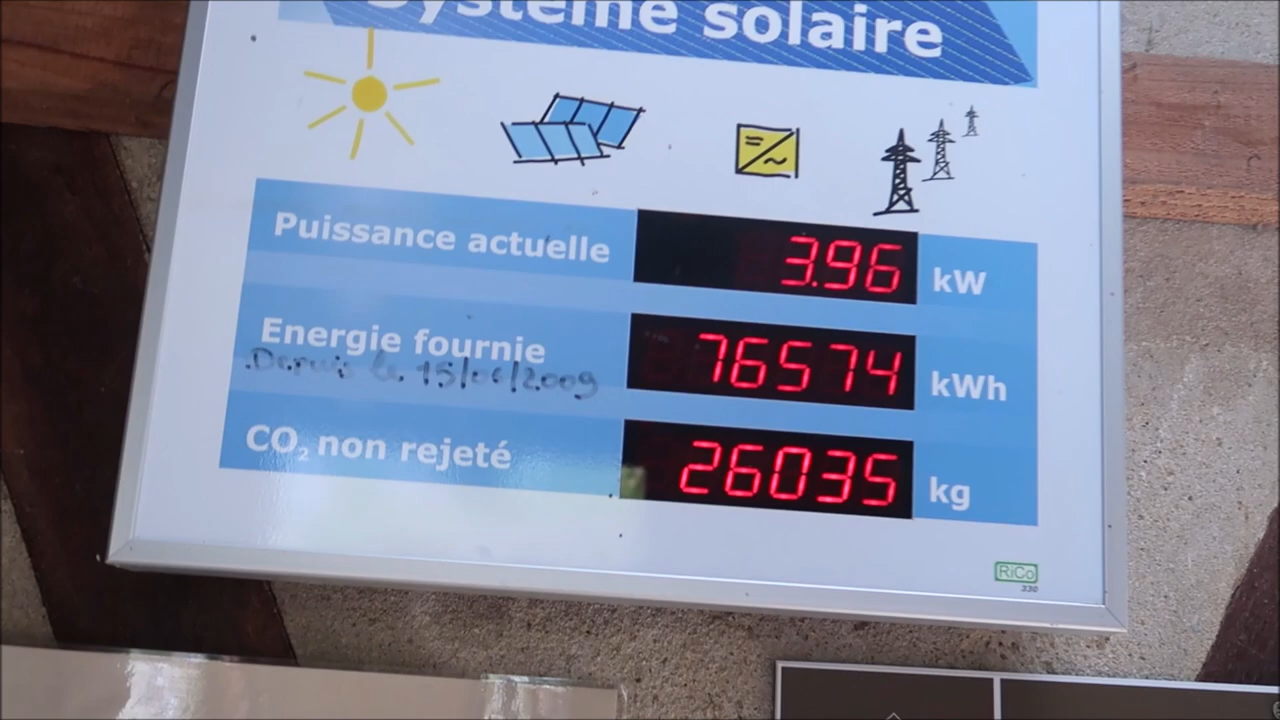 Système solaire
Puissance actuelle 3.96 kW
Energie fournie 76574 kWh
Depuis le 15/06/2009
CO₂ non rejeté 26035 kg
RiCo
330